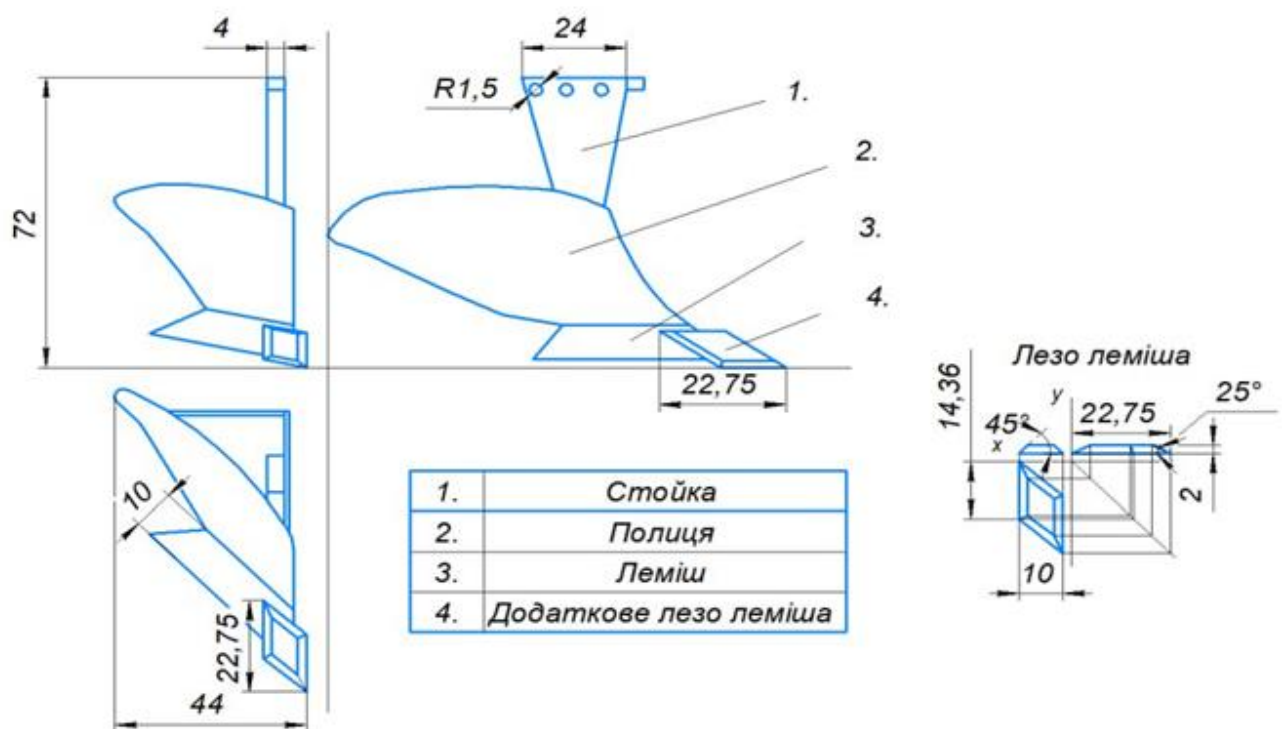 4
24
R1,5
1.
2.
3.
4.
72
22,75
10
22,75
44
1. Стойка
2. Полиця
3. Леміш
4. Додаткове лезо леміша
Лезо леміша
14,36
y
22,75
25°
45°
x
2
10